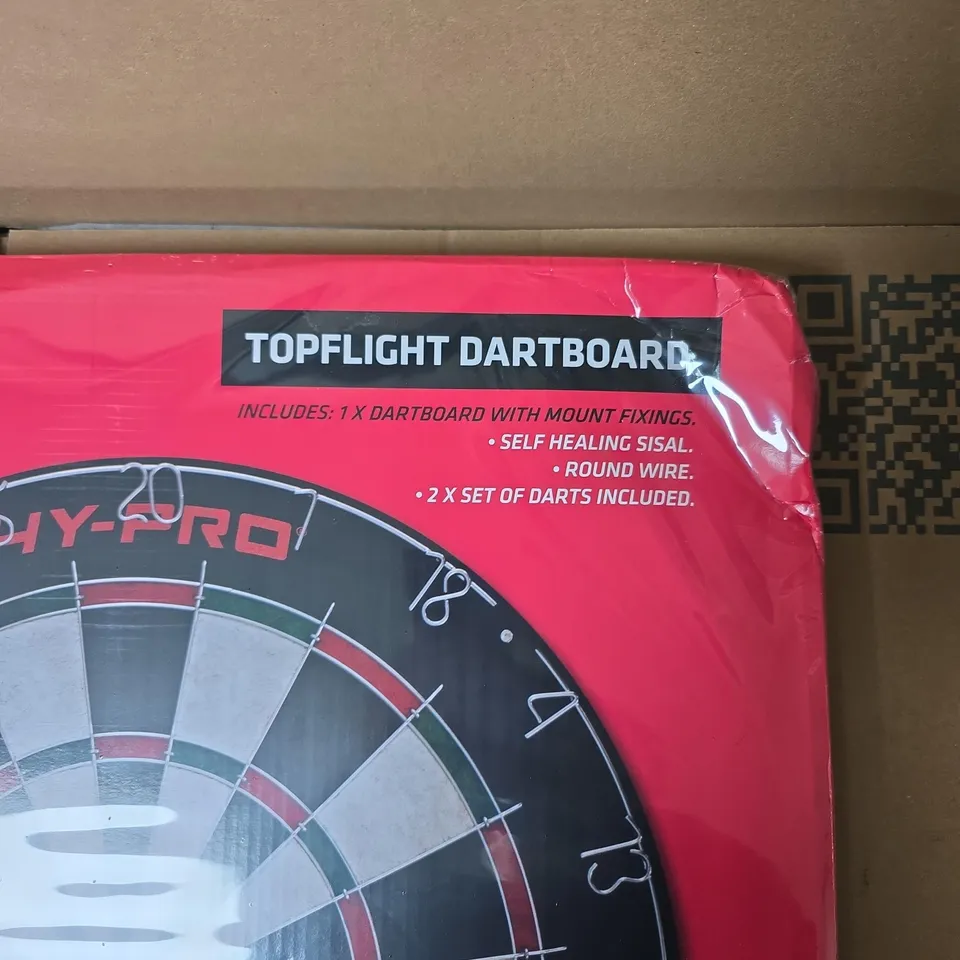 TOPFLIGHT DARTBOARD.
INCLUDES: 1 X DARTBOARD WITH MOUNT FIXINGS.
• SELF HEALING SISAL.
• ROUND WIRE.
• 2 X SET OF DARTS INCLUDED.
20
1
HY-PRO
18
4
13